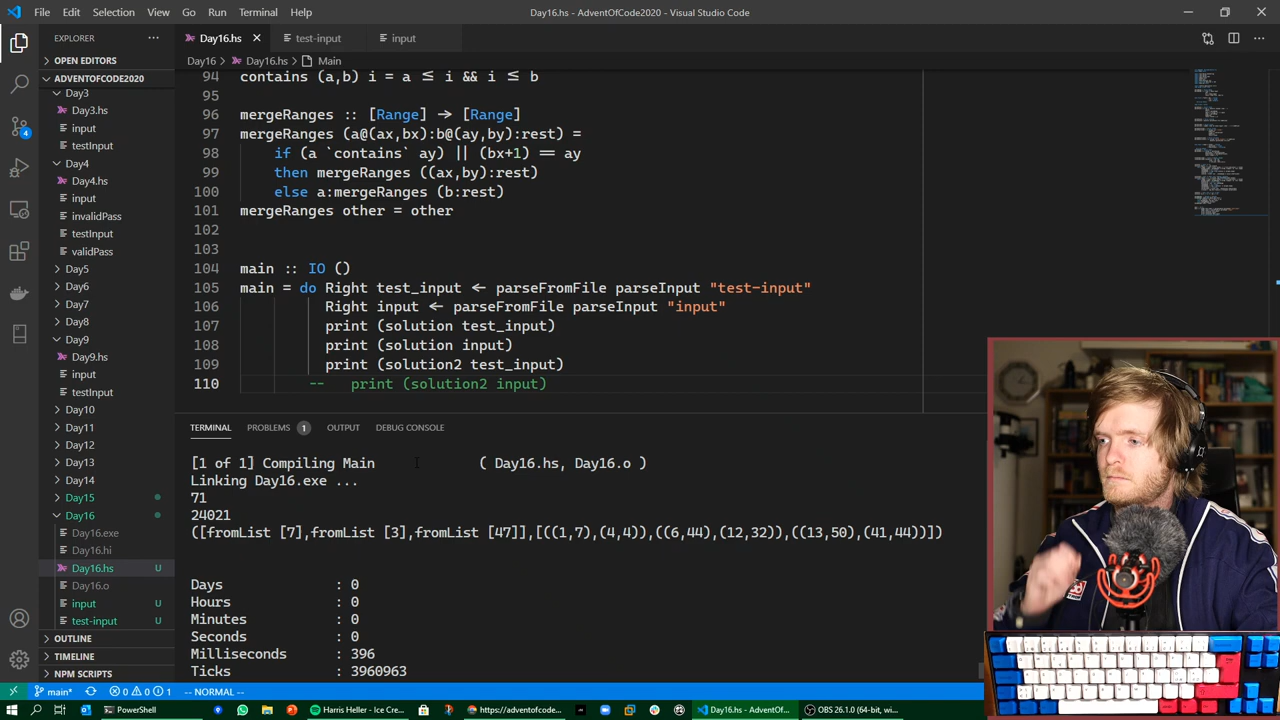 File Edit Selection View Go Run Terminal Help
Day16.hs - AdventOfCode2020 - Visual Studio Code
EXPLORER
OPEN EDITORS
ADVENTOFCODE2020
Day3
Day3.hs
input
testInput
Day4
Day4.hs
input
invalidPass
testInput
validPass
Day5
Day6
Day7
Day8
Day9
Day9.hs
input
testInput
Day10
Day11
Day12
Day13
Day14
Day15
Day16
Day16.exe
Day16.hi
Day16.hs U
Day16.o
input U
test-input U
OUTLINE
TIMELINE
NPM SCRIPTS
4
Day16.hs test-input input
Day16 > Day16.hs > Main
94 contains (a,b) i = a ≤ i && i ≤ b
95
96 mergeRanges :: [Range] → [Range]
97 mergeRanges (a@(ax,bx):b@(ay,by):rest) =
98 if (a `contains` ay) || (bx+1) == ay
99 then mergeRanges ((ax,by):rest)
100 else a:mergeRanges (b:rest)
101 mergeRanges other = other
102
103
104 main :: IO ()
105 main = do Right test_input ← parseFromFile parseInput "test-input"
106 Right input ← parseFromFile parseInput "input"
107 print (solution test_input)
108 print (solution input)
109 print (solution2 test_input)
110 -- print (solution2 input)
TERMINAL PROBLEMS 1 OUTPUT DEBUG CONSOLE
[1 of 1] Compiling Main ( Day16.hs, Day16.o )
Linking Day16.exe ...
71
24021
([fromList [7],fromList [3],fromList [47]],[((1,7),(4,4)),((6,44),(12,32)),((13,50),(41,44))])
Days : 0
Hours : 0
Minutes : 0
Seconds : 0
Milliseconds : 396
Ticks : 3960963
main* 0 0 1 -- NORMAL --
PowerShell
Harris Heller - Ice Cre...
https://adventofcode...
Day16.hs - AdventOf...
OBS 26.1.0 (64-bit, w...